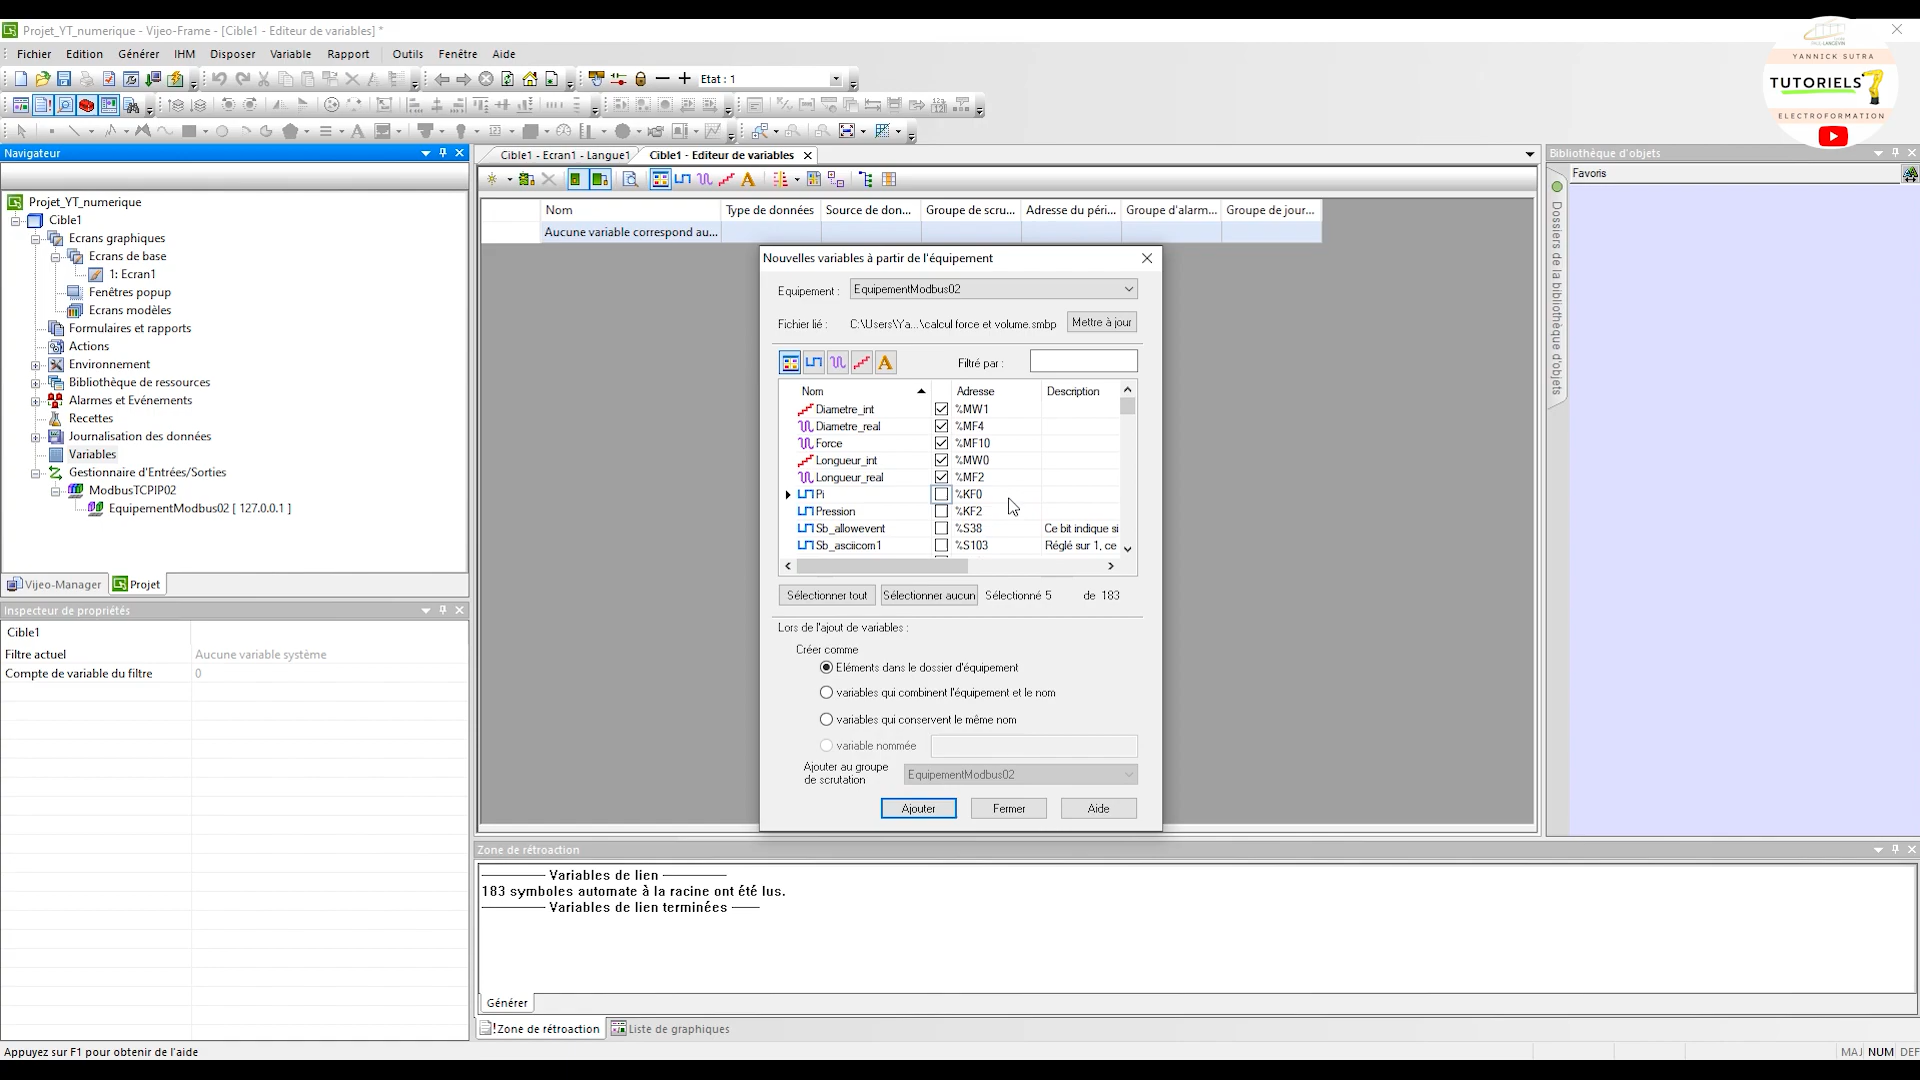 Projet_YT_numerique - Vijeo-Frame - [Cible1 - Editeur de variables] *
Fichier Edition Générer IHM Disposer Variable Rapport Outils Fenêtre Aide
Etat : 1
YANNICK SUTRA
TUTORIELS
ELECTROFORMATION
Navigateur
Projet_YT_numerique
Cible1
Ecrans graphiques
Ecrans de base
1: Ecran1
Fenêtres popup
Ecrans modèles
Formulaires et rapports
Actions
Environnement
Bibliothèque de ressources
Alarmes et Evénements
Recettes
Journalisation des données
Variables
Gestionnaire d'Entrées/Sorties
ModbusTCPIP02
EquipementModbus02 [ 127.0.0.1 ]
Vijeo-Manager Projet
Inspecteur de propriétés
Cible1
Filtre actuel Aucune variable système
Compte de variable du filtre 0
Cible1 - Ecran1 - Langue1 Cible1 - Editeur de variables
Nom Type de données Source de don... Groupe de scru... Adresse du péri... Groupe d'alarm... Groupe de jour...
Aucune variable correspond au...
Nouvelles variables à partir de l'équipement
Equipement : EquipementModbus02
Fichier lié : C:\Users\Ya...\calcul force et volume.smbp Mettre à jour
Filtré par :
Nom Adresse Description
Diametre_int %MW1
Diametre_real %MF4
Force %MF10
Longueur_int %MW0
Longueur_real %MF2
Pi %KF0
Pression %KF2
Sb_allowevent %S38 Ce bit indique si
Sb_asciicom1 %S103 Réglé sur 1, ce
Sélectionner tout Sélectionner aucun Sélectionné 5 de 183
Lors de l'ajout de variables :
Créer comme
Eléments dans le dossier d'équipement
variables qui combinent l'équipement et le nom
variables qui conservent le même nom
variable nommée
Ajouter au groupe
de scrutation EquipementModbus02
Ajouter Fermer Aide
Bibliothèque d'objets
Favoris
Dossiers de la bibliothèque d'objets
Zone de rétroaction
Variables de lien
183 symboles automate à la racine ont été lus.
Variables de lien terminées
Générer
Zone de rétroaction Liste de graphiques
Appuyez sur F1 pour obtenir de l'aide
MAJ NUM DEF